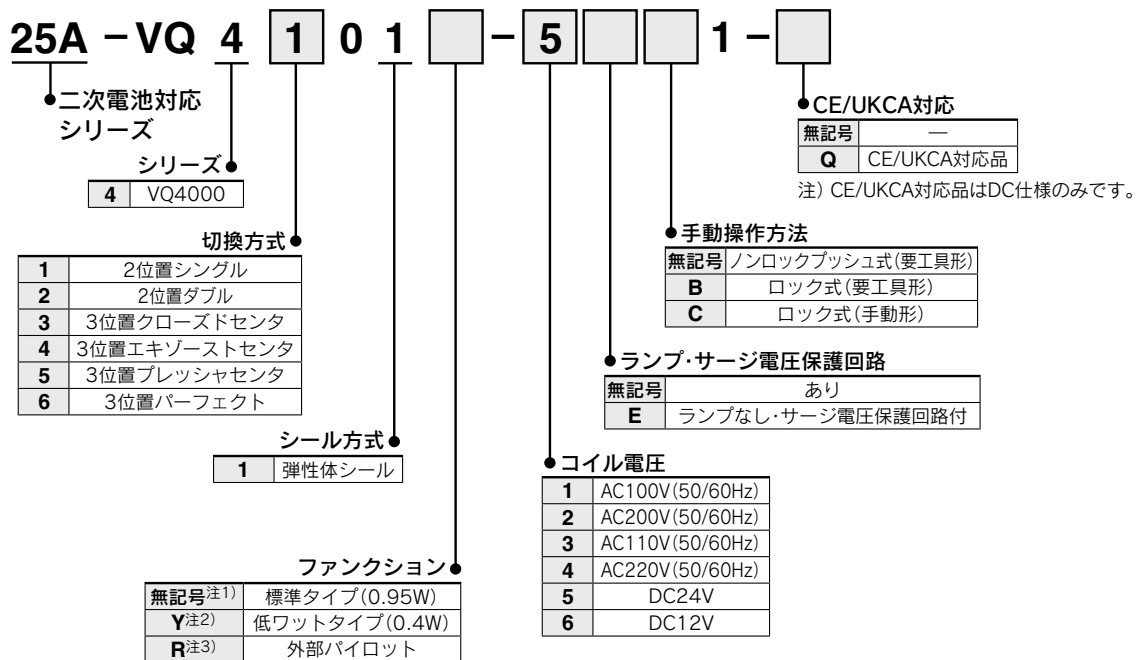 25A－VQ 4 1 0 1 － 5 1－
二次電池対応
シリーズ
シリーズ
4 VQ4000
切換方式
1 2位置シングル
2 2位置ダブル
3 3位置クローズドセンタ
4 3位置エキゾーストセンタ
5 3位置プレッシャセンタ
6 3位置パーフェクト
シール方式
1 弾性体シール
ファンクション
無記号注1) 標準タイプ(0.95W)
Y注2) 低ワットタイプ(0.4W)
R注3) 外部パイロット
コイル電圧
1 AC100V(50/60Hz)
2 AC200V(50/60Hz)
3 AC110V(50/60Hz)
4 AC220V(50/60Hz)
5 DC24V
6 DC12V
ランプ・サージ電圧保護回路
無記号 あり
E ランプなし・サージ電圧保護回路付
手動操作方法
無記号 ノンロックプッシュ式(要工具形)
B ロック式(要工具形)
C ロック式(手動形)
CE/UKCA対応
無記号 —
Q CE/UKCA対応品
注) CE/UKCA対応品はDC仕様のみです。